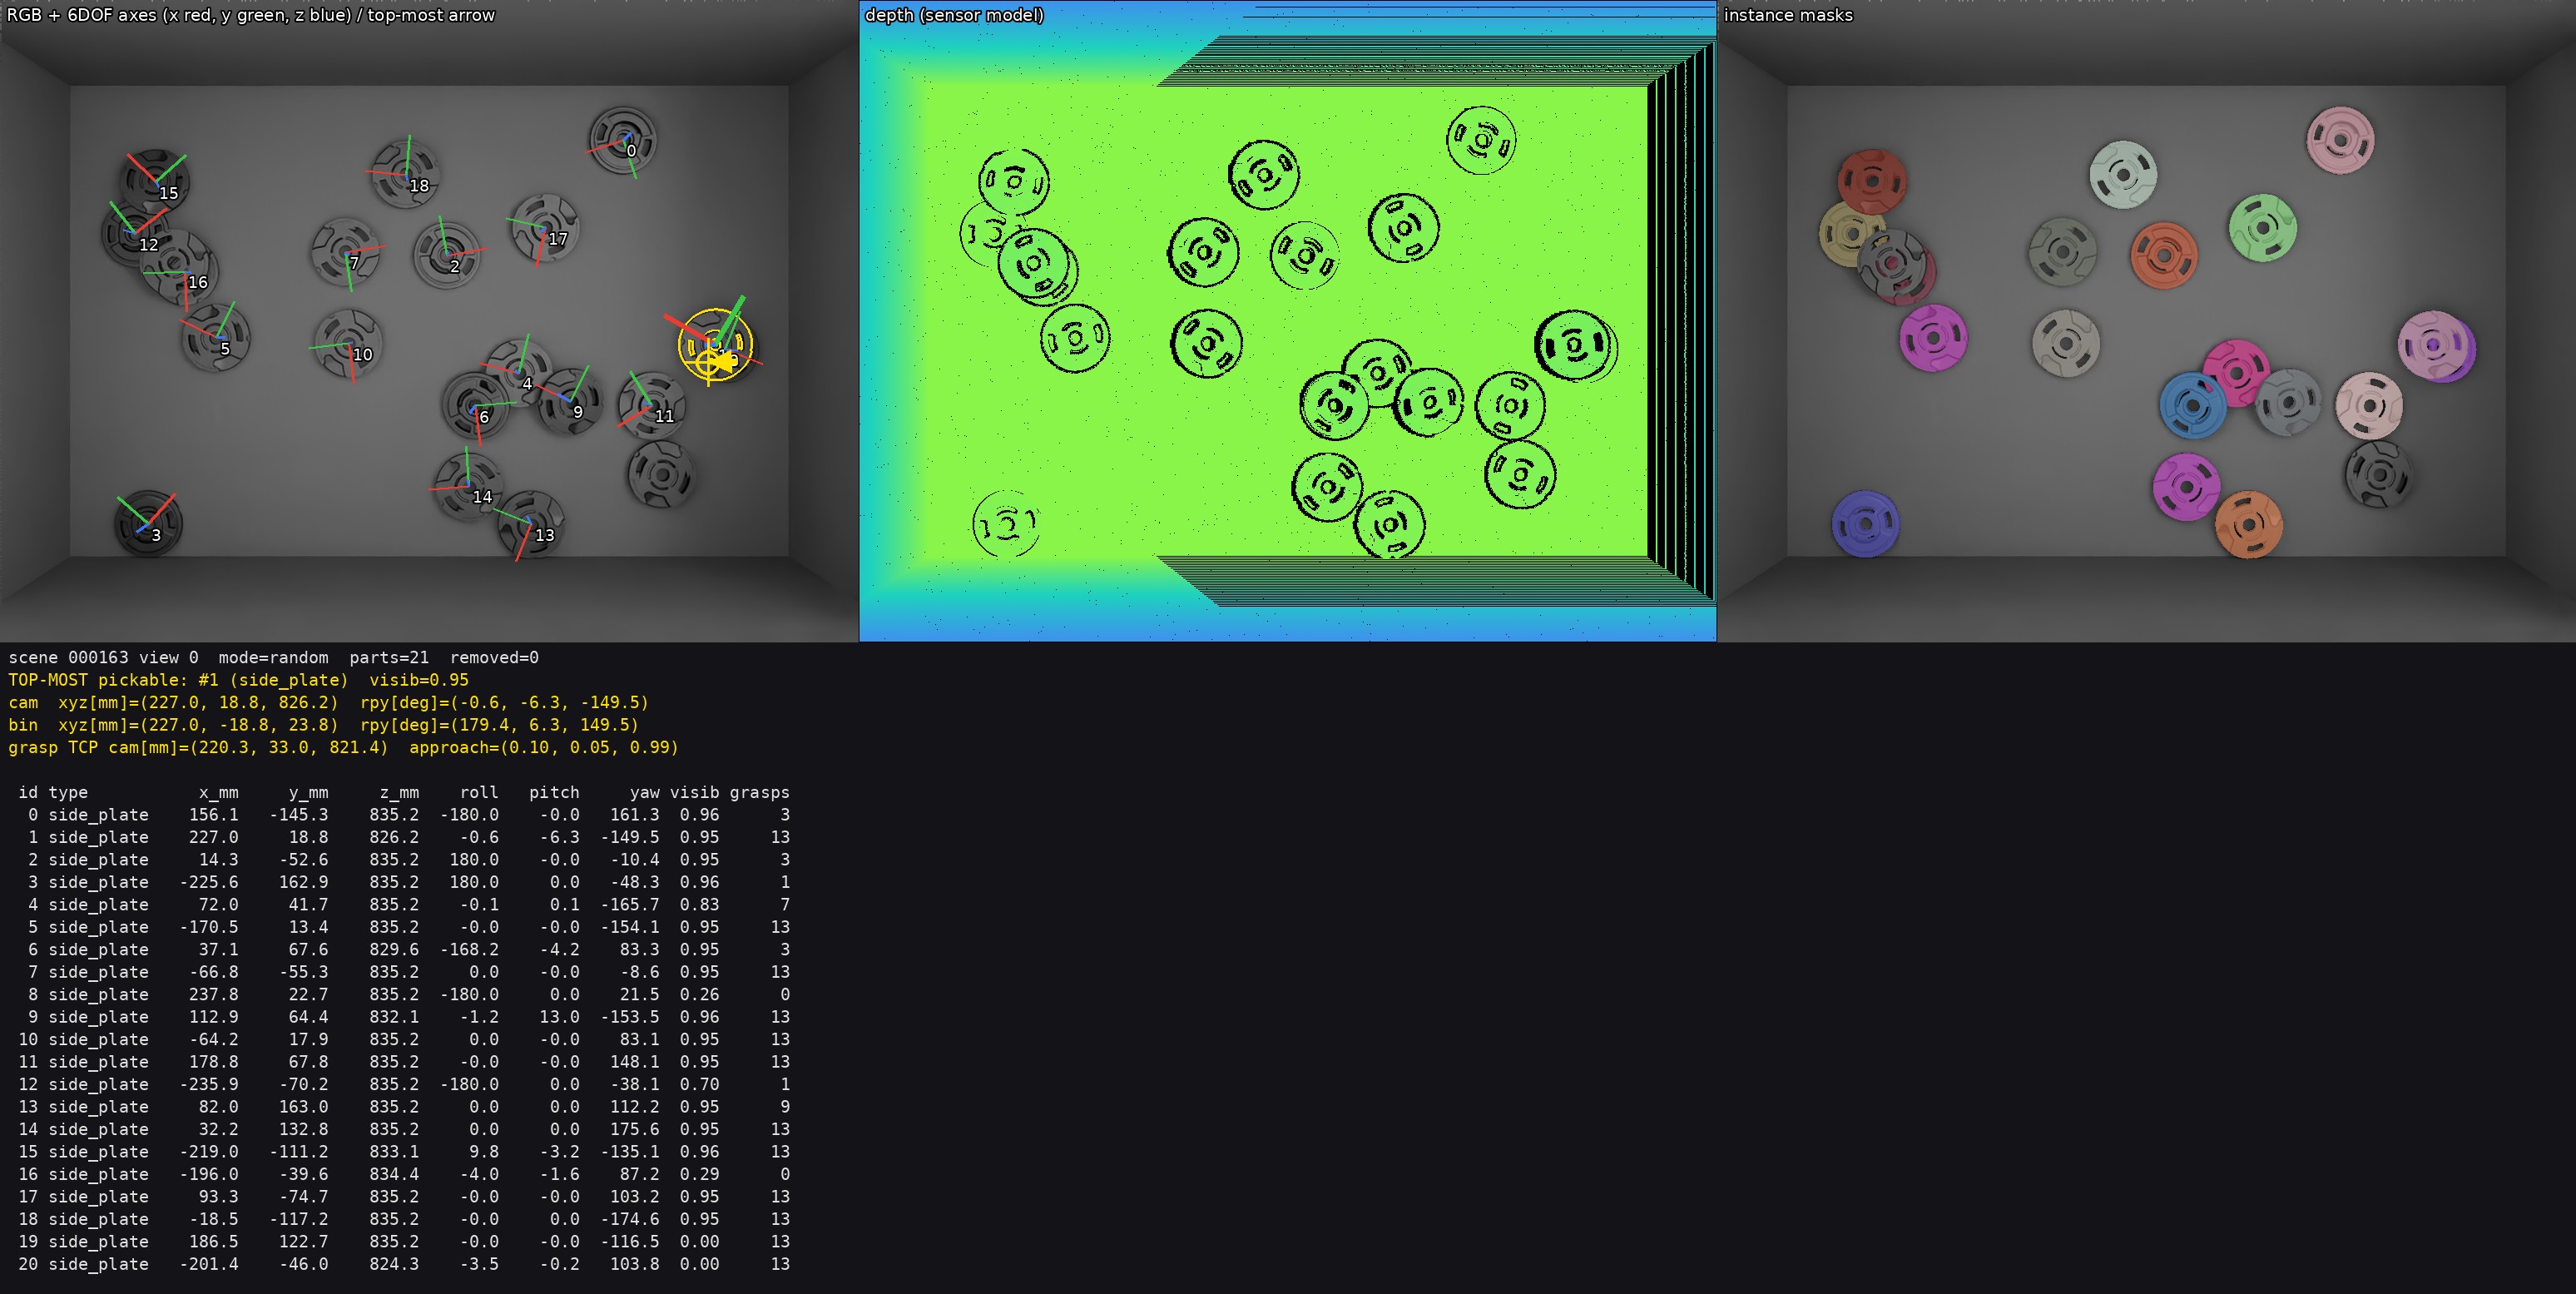 RGB + 6DOF axes (x red, y green, z blue) / top-most arrow
depth (sensor model)
instance masks
0
15
18
12
17
7
2
16
5
10
4
9
6
11
14
13
3
scene 000163 view 0  mode=random  parts=21  removed=0
TOP-MOST pickable: #1 (side_plate)  visib=0.95
cam  xyz[mm]=(227.0, 18.8, 826.2)  rpy[deg]=(-0.6, -6.3, -149.5)
bin  xyz[mm]=(227.0, -18.8, 23.8)  rpy[deg]=(179.4, 6.3, 149.5)
grasp TCP cam[mm]=(220.3, 33.0, 821.4)  approach=(0.10, 0.05, 0.99)
id type x_mm y_mm z_mm roll pitch yaw visib grasps
0 side_plate 156.1 -145.3 835.2 -180.0 -0.0 161.3 0.96 3
1 side_plate 227.0 18.8 826.2 -0.6 -6.3 -149.5 0.95 13
2 side_plate 14.3 -52.6 835.2 180.0 -0.0 -10.4 0.95 3
3 side_plate -225.6 162.9 835.2 180.0 0.0 -48.3 0.96 1
4 side_plate 72.0 41.7 835.2 -0.1 0.1 -165.7 0.83 7
5 side_plate -170.5 13.4 835.2 -0.0 -0.0 -154.1 0.95 13
6 side_plate 37.1 67.6 829.6 -168.2 -4.2 83.3 0.95 3
7 side_plate -66.8 -55.3 835.2 0.0 -0.0 -8.6 0.95 13
8 side_plate 237.8 22.7 835.2 -180.0 0.0 21.5 0.26 0
9 side_plate 112.9 64.4 832.1 -1.2 13.0 -153.5 0.96 13
10 side_plate -64.2 17.9 835.2 0.0 -0.0 83.1 0.95 13
11 side_plate 178.8 67.8 835.2 -0.0 -0.0 148.1 0.95 13
12 side_plate -235.9 -70.2 835.2 -180.0 0.0 -38.1 0.70 1
13 side_plate 82.0 163.0 835.2 0.0 0.0 112.2 0.95 9
14 side_plate 32.2 132.8 835.2 0.0 0.0 175.6 0.95 13
15 side_plate -219.0 -111.2 833.1 9.8 -3.2 -135.1 0.96 13
16 side_plate -196.0 -39.6 834.4 -4.0 -1.6 87.2 0.29 0
17 side_plate 93.3 -74.7 835.2 -0.0 -0.0 103.2 0.95 13
18 side_plate -18.5 -117.2 835.2 -0.0 0.0 -174.6 0.95 13
19 side_plate 186.5 122.7 835.2 -0.0 -0.0 -116.5 0.00 13
20 side_plate -201.4 -46.0 824.3 -3.5 -0.2 103.8 0.00 13